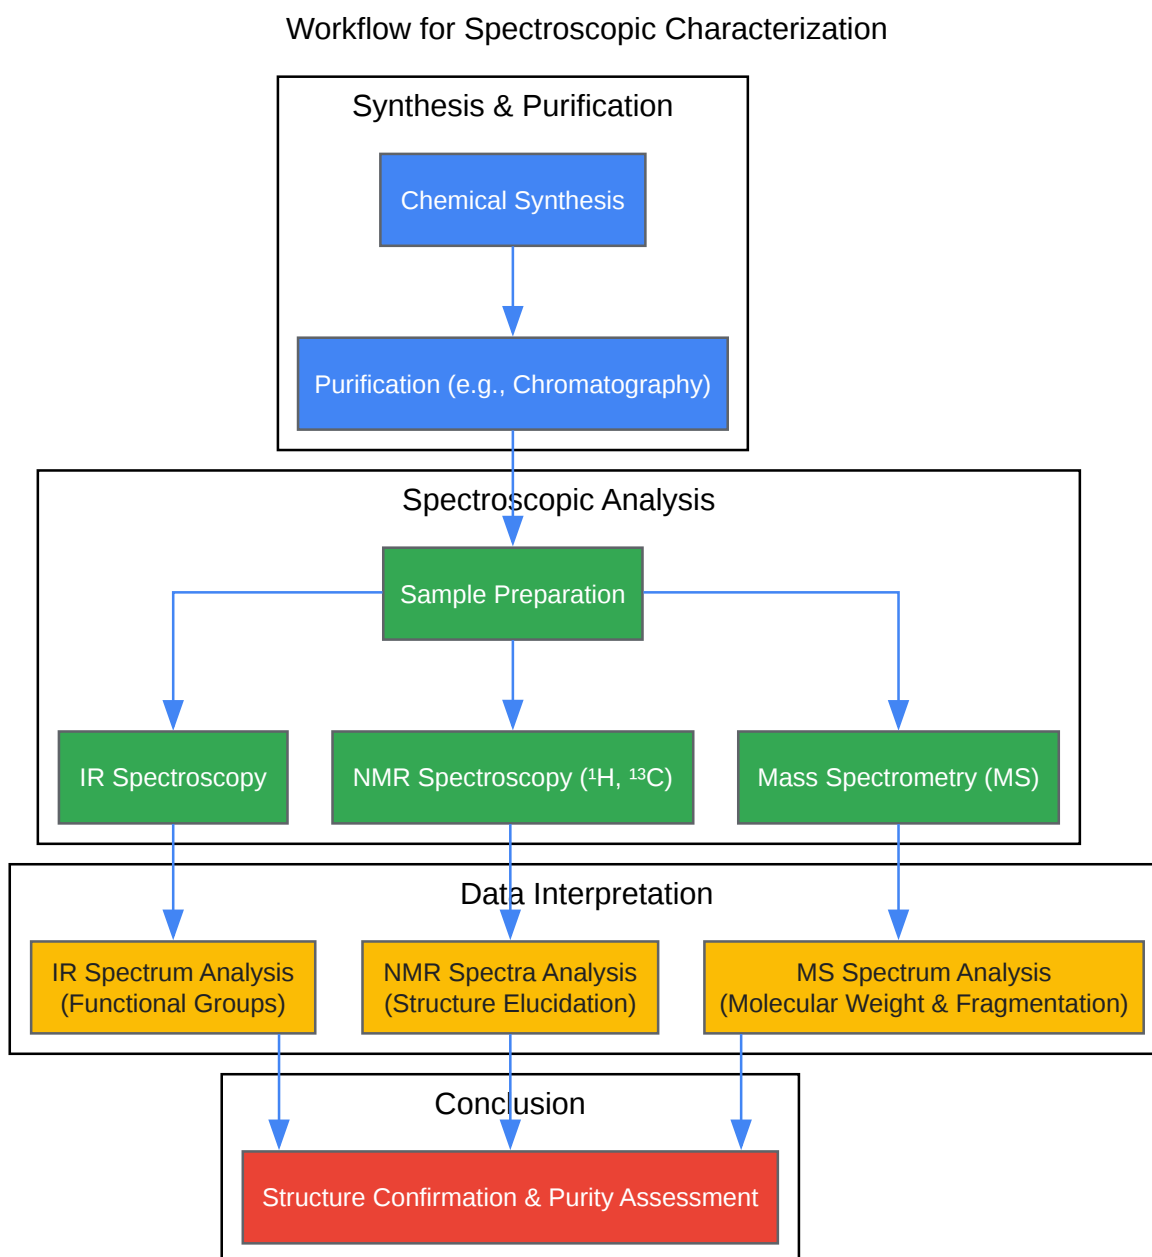 Workflow for Spectroscopic Characterization
Synthesis & Purification
Chemical Synthesis
Purification (e.g., Chromatography)
Spectroscopic Analysis
Sample Preparation
IR Spectroscopy
NMR Spectroscopy (¹H, ¹³C)
Mass Spectrometry (MS)
Data Interpretation
IR Spectrum Analysis
(Functional Groups)
NMR Spectra Analysis
(Structure Elucidation)
MS Spectrum Analysis
(Molecular Weight & Fragmentation)
Conclusion
Structure Confirmation & Purity Assessment